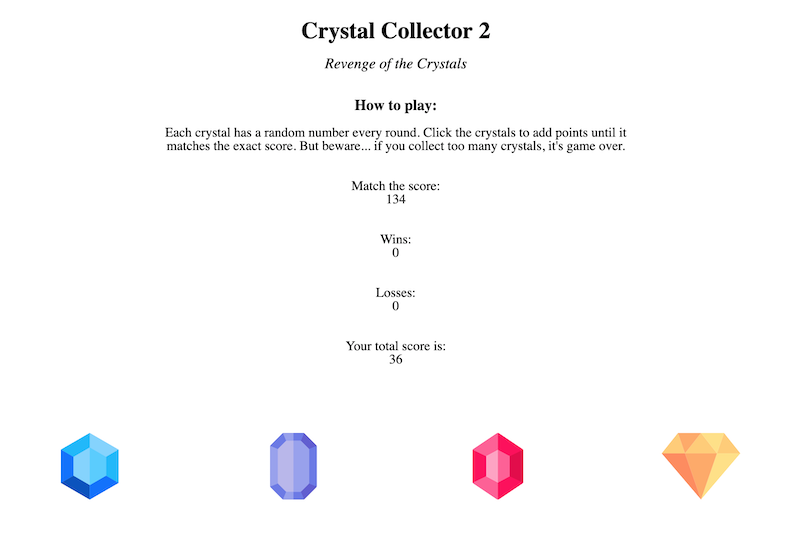 Crystal Collector 2
Revenge of the Crystals
How to play:
Each crystal has a random number every round. Click the crystals to add points until it
matches the exact score. But beware... if you collect too many crystals, it's game over.
Match the score:
134
Wins:
0
Losses:
0
Your total score is:
36